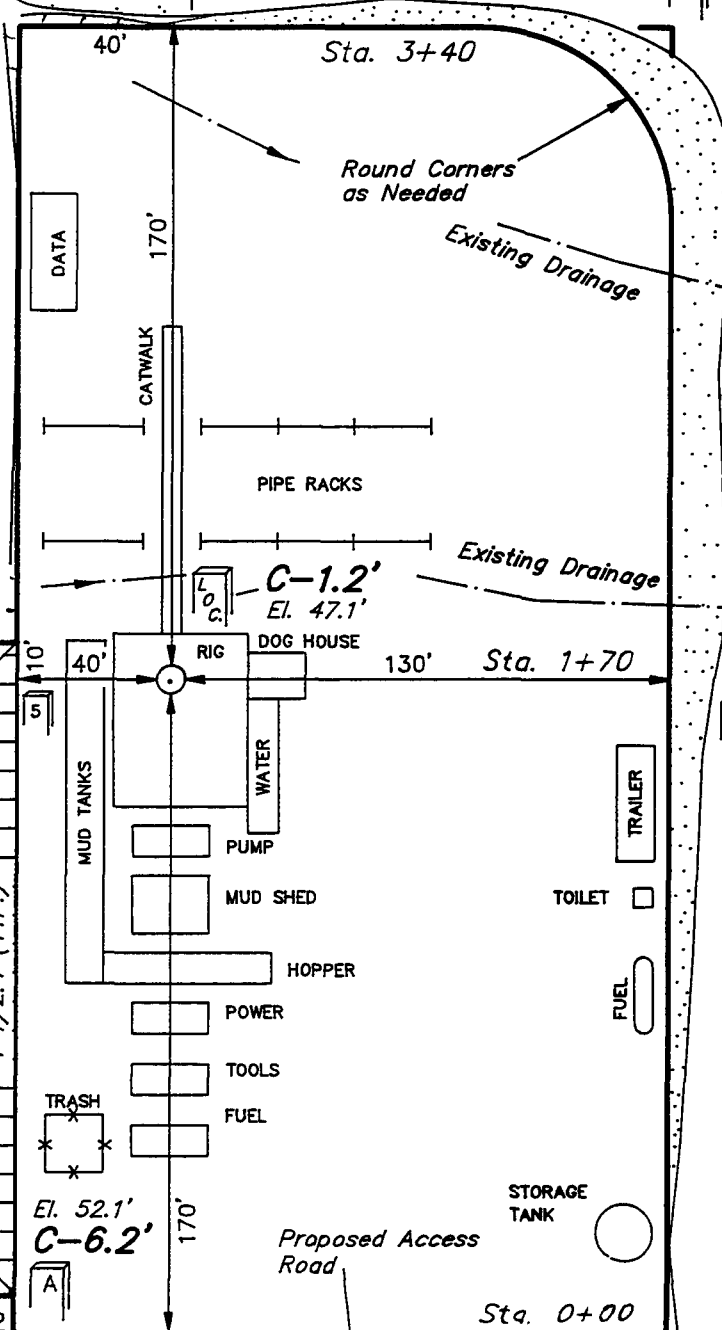 40'
Sta. 3+40
Round Corners
as Needed
170'
DATA
Existing Drainage
CATWALK
PIPE RACKS
Existing Drainage
LOC.
C-1.2'
El. 47.1'
RIG
DOG HOUSE
10'
40'
130'
Sta. 1+70
5
MUD TANKS
WATER
TRAILER
PUMP
MUD SHED
TOILET
HOPPER
FUEL
POWER
TOOLS
TRASH
FUEL
El. 52.1'
C-6.2'
170'
STORAGE
TANK
Proposed Access
Road
A
Sta. 0+00